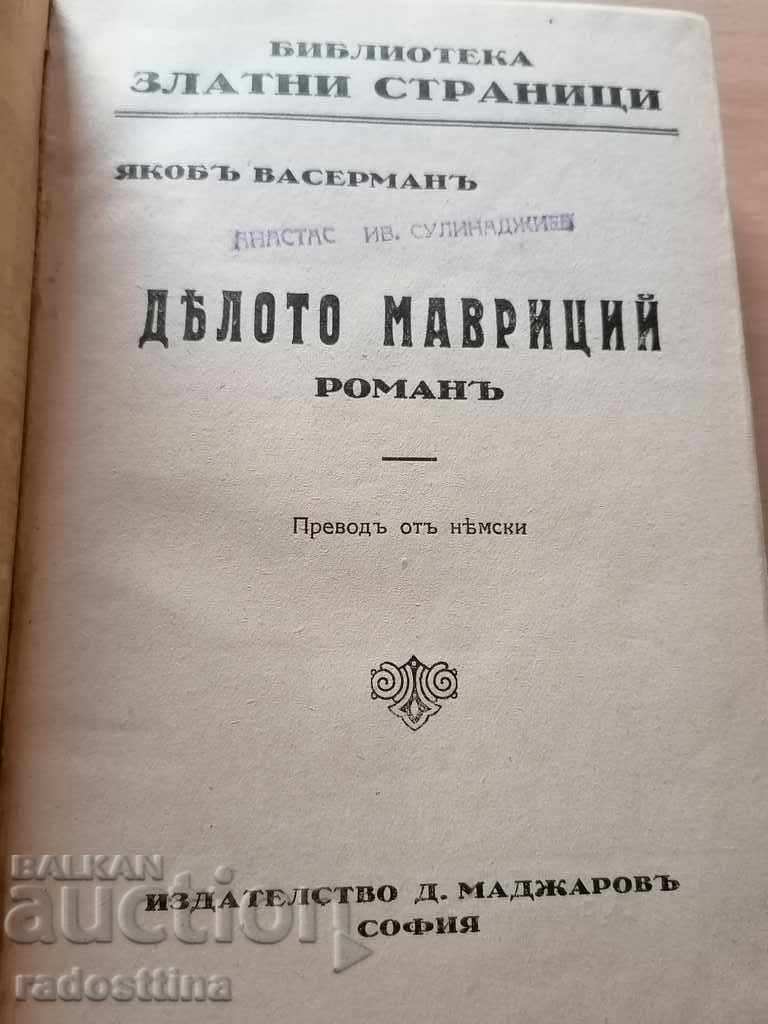 БИБЛИОТЕКА
ЗЛАТНИ СТРАНИЦИ
ЯКОБЪ ВАСЕРМАНЪ
АНАСТАС ИВ. СУЛИНАДЖИЕВ
ДѢЛОТО МАВРИЦИЙ
РОМАНЪ
Преводъ отъ нѣмски
ИЗДАТЕЛСТВО Д. МАДЖАРОВЪ
СОФИЯ
BALKAN
auction
radosttina